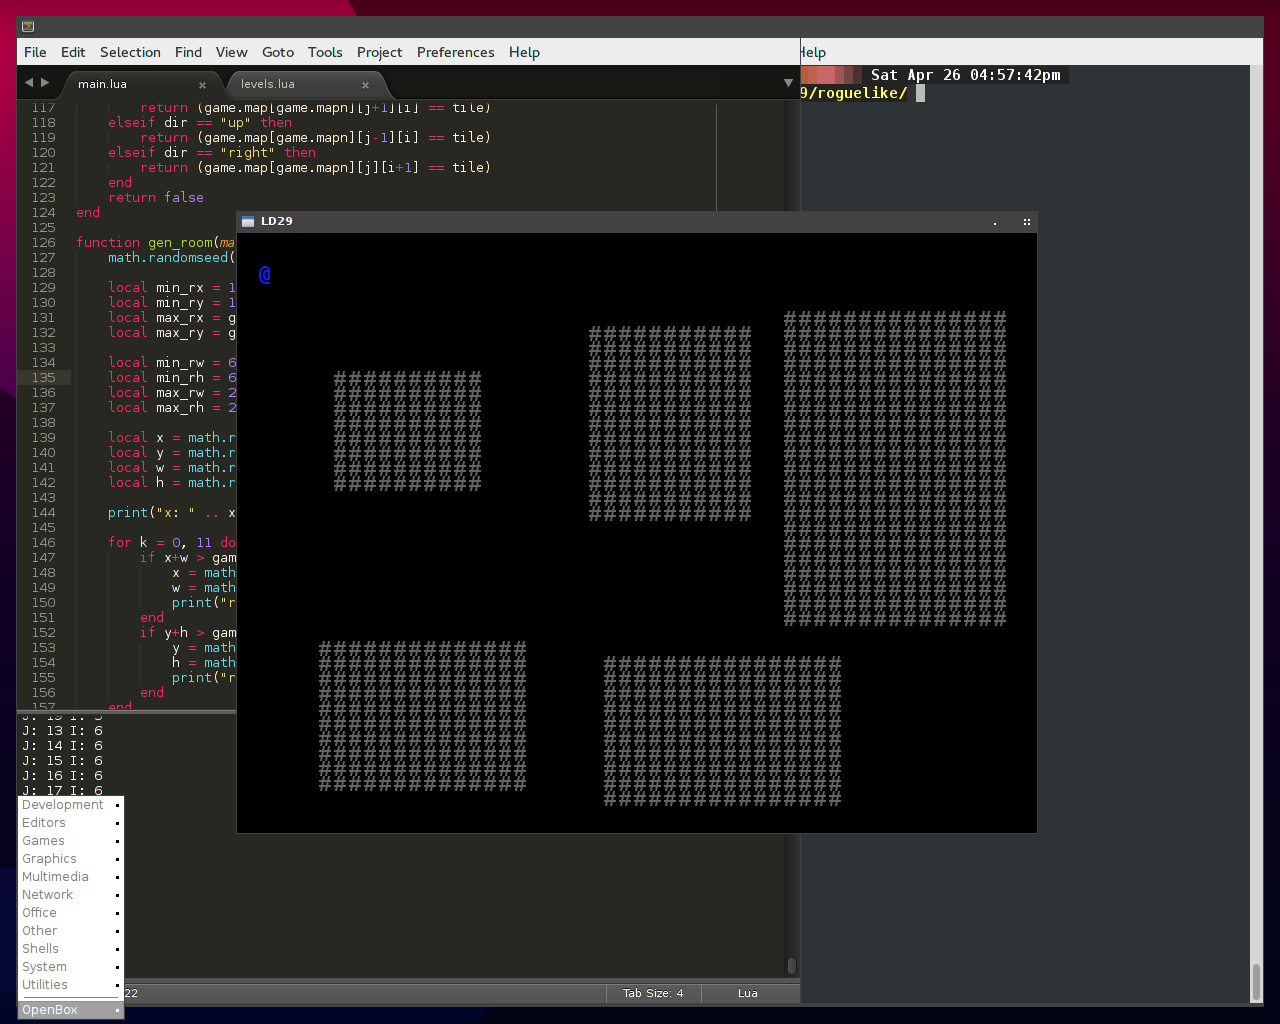 File Edit Selection Find View Goto Tools Project Preferences Help
Help
main.lua × levels.lua ×
Sat Apr 26 04:57:42pm
9/roguelike/
117 return (game.map[game.mapn][j+1][i] == tile)
118 elseif dir == "up" then
119 return (game.map[game.mapn][j-1][i] == tile)
120 elseif dir == "right" then
121 return (game.map[game.mapn][j][i+1] == tile)
122 end
123 return false
124 end
125
126 function gen_room(ma
127 math.randomseed(
128
129 local min_rx = 1
130 local min_ry = 1
131 local max_rx = g
132 local max_ry = g
133
134 local min_rw = 6
135 local min_rh = 6
136 local max_rw = 2
137 local max_rh = 2
138
139 local x = math.r
140 local y = math.r
141 local w = math.r
142 local h = math.r
143
144 print("x: " .. x
145
146 for k = 0, 11 do
147 if x+w > gam
148 x = math
149 w = math
150 print("r
151 end
152 if y+h > gam
153 y = math
154 h = math
155 print("r
156 end
157 end
LD29
@
J: 13 I: 6
J: 14 I: 6
J: 15 I: 6
J: 16 I: 6
J: 17 I: 6
Development
Editors
Games
Graphics
Multimedia
Network
Office
Other
Shells
System
Utilities
OpenBox
22 Tab Size: 4 Lua